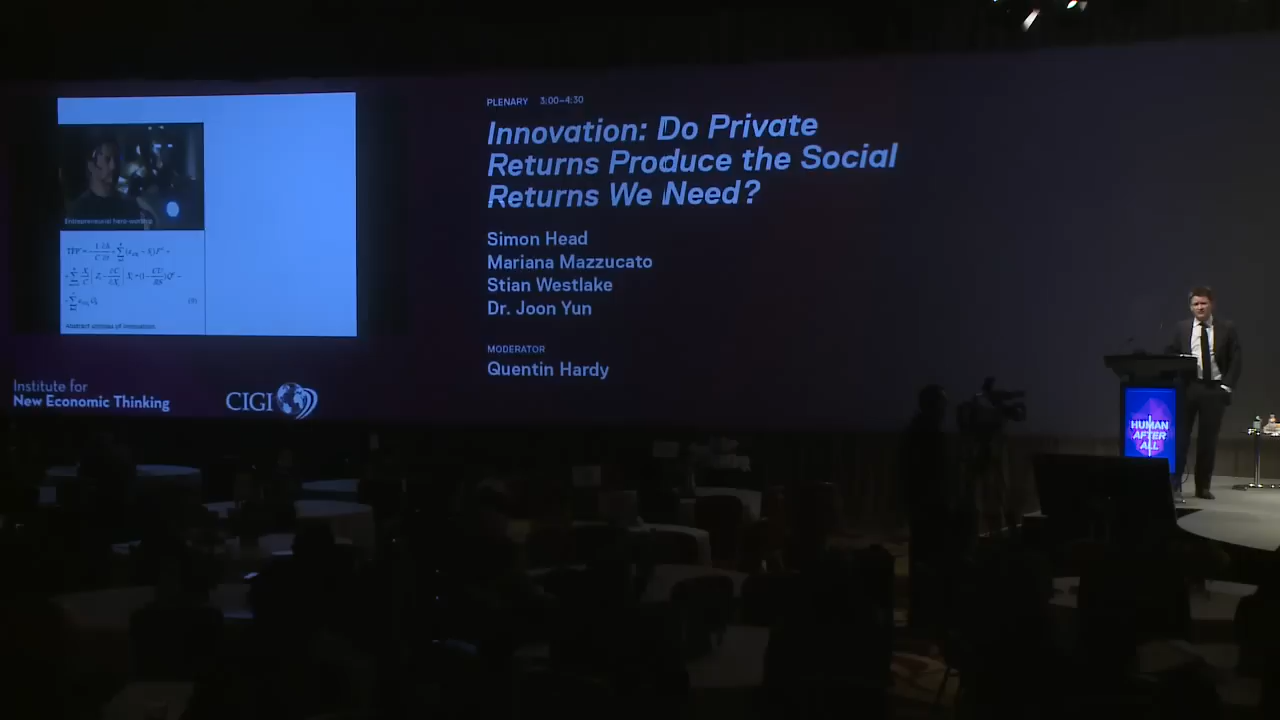 PLENARY 3:00–4:30
Innovation: Do Private
Returns Produce the Social
Returns We Need?
Simon Head
Mariana Mazzucato
Stian Westlake
Dr. Joon Yun
MODERATOR
Quentin Hardy
Entrepreneurial hero-worship
Abstract visions of innovation
Institute for
New Economic Thinking
CIGI
HUMAN
AFTER
ALL